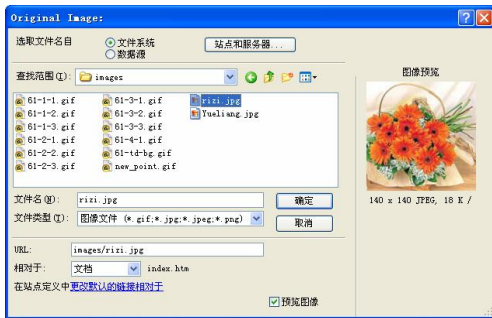 Original Image:
选取文件名自
文件系统
数据源
站点和服务器...
查找范围(I):
images
图像预览
61-1-1.gif
61-1-2.gif
61-1-3.gif
61-2-1.gif
61-2-2.gif
61-2-3.gif
61-3-1.gif
61-3-2.gif
61-3-3.gif
61-4-1.gif
61-td-bg.gif
new_point.gif
rizi.jpg
Yueliang.jpg
140 x 140 JPEG, 18 K /
文件名(N):
rizi.jpg
确定
文件类型(T):
图像文件 (*.gif;*.jpg;*.jpeg;*.png)
取消
URL:
images/rizi.jpg
相对于:
文档
index.htm
在站点定义中更改默认的链接相对于
预览图像